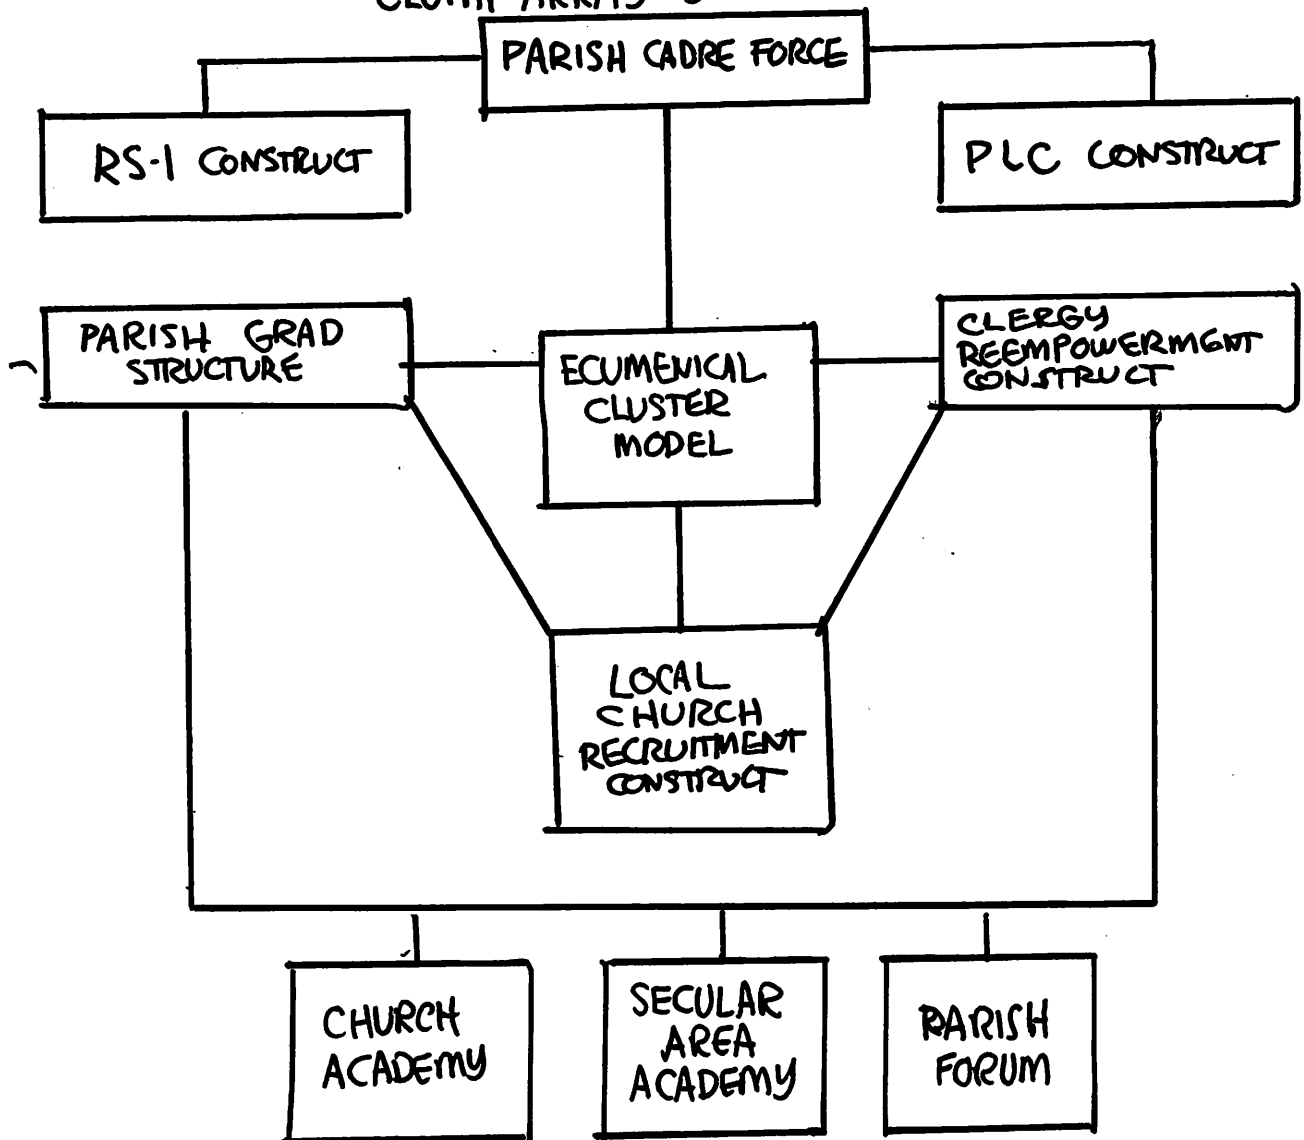 PARISH CADRE FORCE
RS-1 CONSTRUCT
PLC CONSTRUCT
PARISH GRAD
STRUCTURE
ECUMENICAL
CLUSTER
MODEL
CLERGY
REEMPOWERMENT
CONSTRUCT
LOCAL
CHURCH
RECRUITMENT
CONSTRUCT
CHURCH
ACADEMY
SECULAR
AREA
ACADEMY
PARISH
FORUM